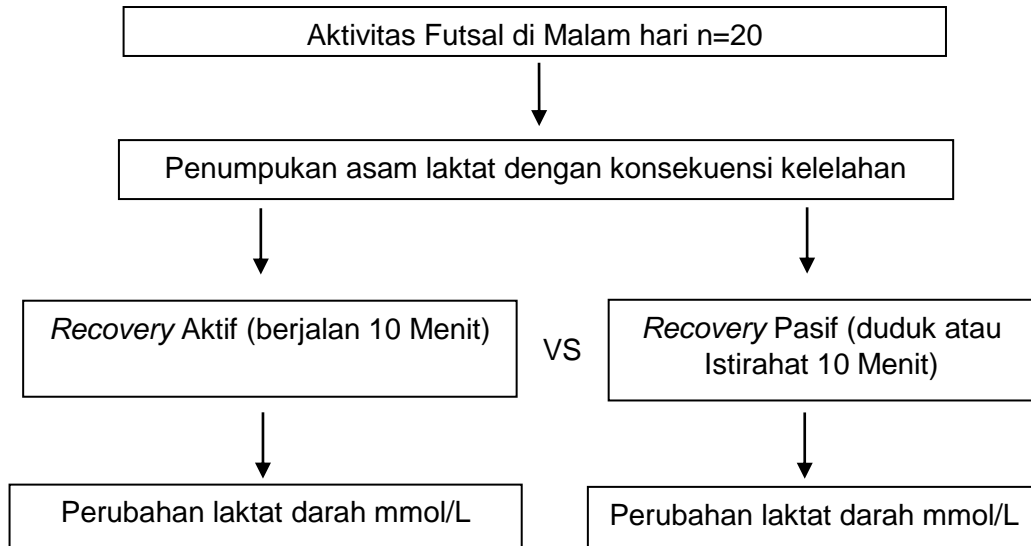 Aktivitas Futsal di Malam hari n=20
Penumpukan asam laktat dengan konsekuensi kelelahan
Recovery Aktif (berjalan 10 Menit)
VS
Recovery Pasif (duduk atau
Istirahat 10 Menit)
Perubahan laktat darah mmol/L
Perubahan laktat darah mmol/L